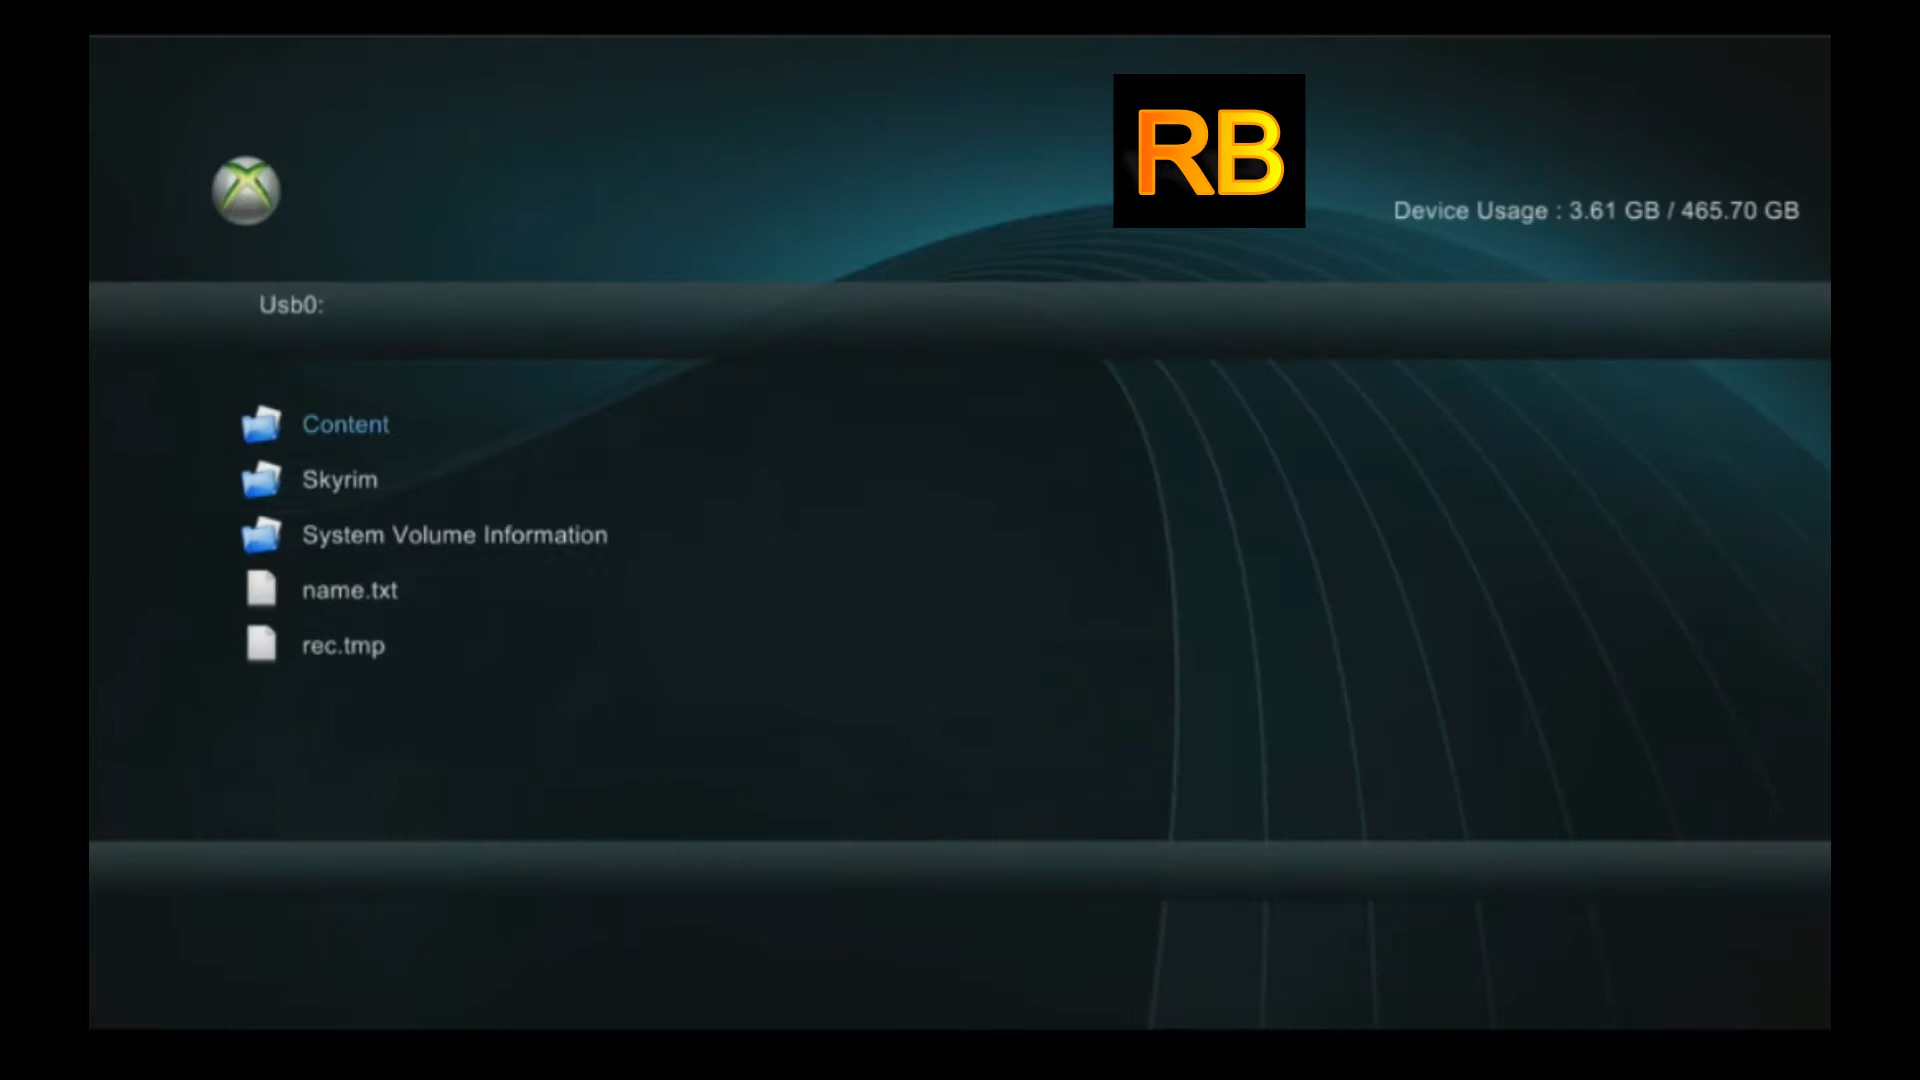 RB
Device Usage : 3.61 GB / 465.70 GB
Usb0:
Content
Skyrim
System Volume Information
name.txt
rec.tmp